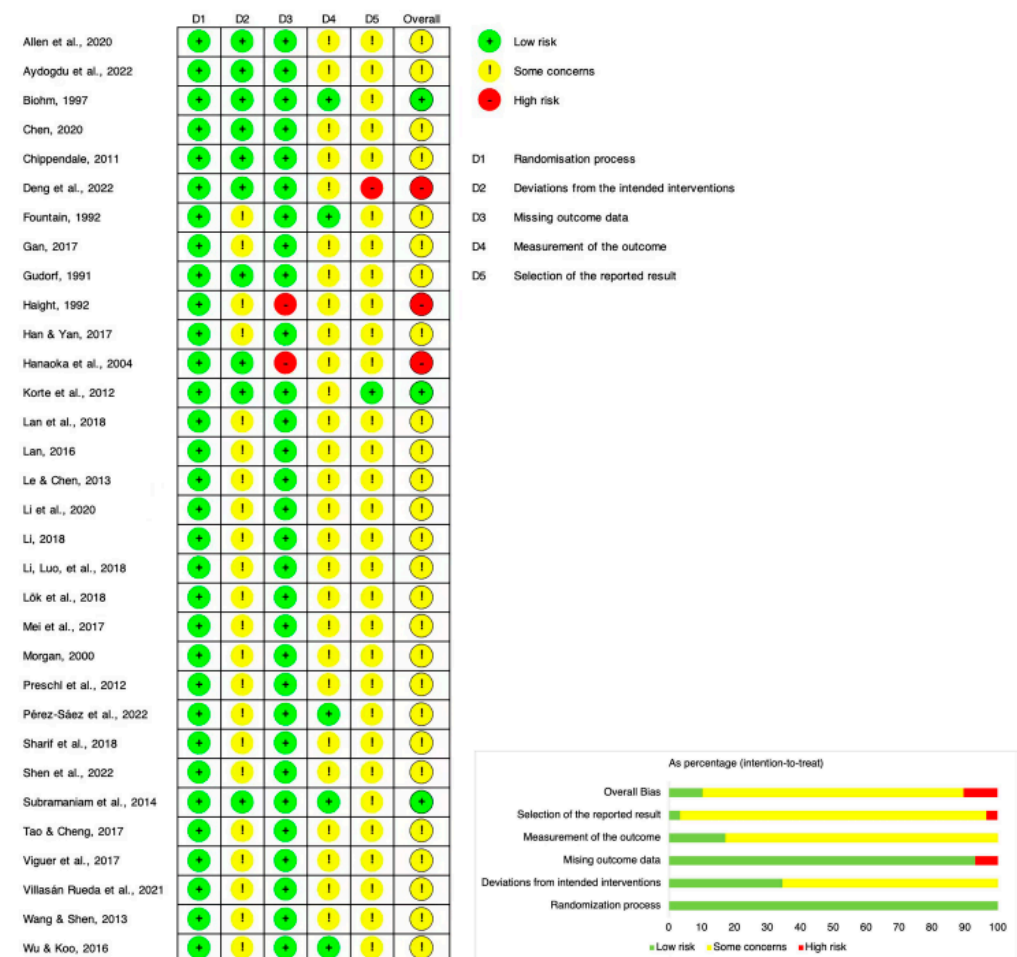 D1 D2 D3 D4 D5 Overall
Allen et al., 2020 + + + ! ! !
Aydogdu et al., 2022 + + + ! ! !
Biohm, 1997 + + + + ! +
Chen, 2020 + + + ! ! !
Chippendale, 2011 + + + ! ! !
Deng et al., 2022 + + + ! - -
Fountain, 1992 + ! + + ! !
Gan, 2017 + ! + ! ! !
Gudorf, 1991 + + + ! ! !
Haight, 1992 + ! - ! ! -
Han & Yan, 2017 + ! + ! ! !
Hanaoka et al., 2004 + + - ! ! -
Korte et al., 2012 + + + ! + +
Lan et al., 2018 + ! + ! ! !
Lan, 2016 + ! + ! ! !
Le & Chen, 2013 + ! + ! ! !
Li et al., 2020 + ! + ! ! !
Li, 2018 + ! + ! ! !
Li, Luo, et al., 2018 + ! + ! ! !
Lök et al., 2018 + ! + ! ! !
Mei et al., 2017 + ! + ! ! !
Morgan, 2000 + ! + ! ! !
Preschl et al., 2012 + ! + ! ! !
Pérez-Sáez et al., 2022 + ! + + ! !
Sharif et al., 2018 + ! + ! ! !
Shen et al., 2022 + ! + ! ! !
Subramaniam et al., 2014 + + + + ! +
Tao & Cheng, 2017 + ! + ! ! !
Viguer et al., 2017 + ! + ! ! !
Villasán Rueda et al., 2021 + ! + ! ! !
Wang & Shen, 2013 + ! + ! ! !
Wu & Koo, 2016 + ! + + ! !
+ Low risk
! Some concerns
- High risk
D1 Randomisation process
D2 Deviations from the intended interventions
D3 Missing outcome data
D4 Measurement of the outcome
D5 Selection of the reported result
As percentage (intention-to-treat)
Overall Bias
Selection of the reported result
Measurement of the outcome
Mising outcome data
Deviations from intended interventions
Randomization process
0 10 20 30 40 50 60 70 80 90 100
Low risk Some concerns High risk